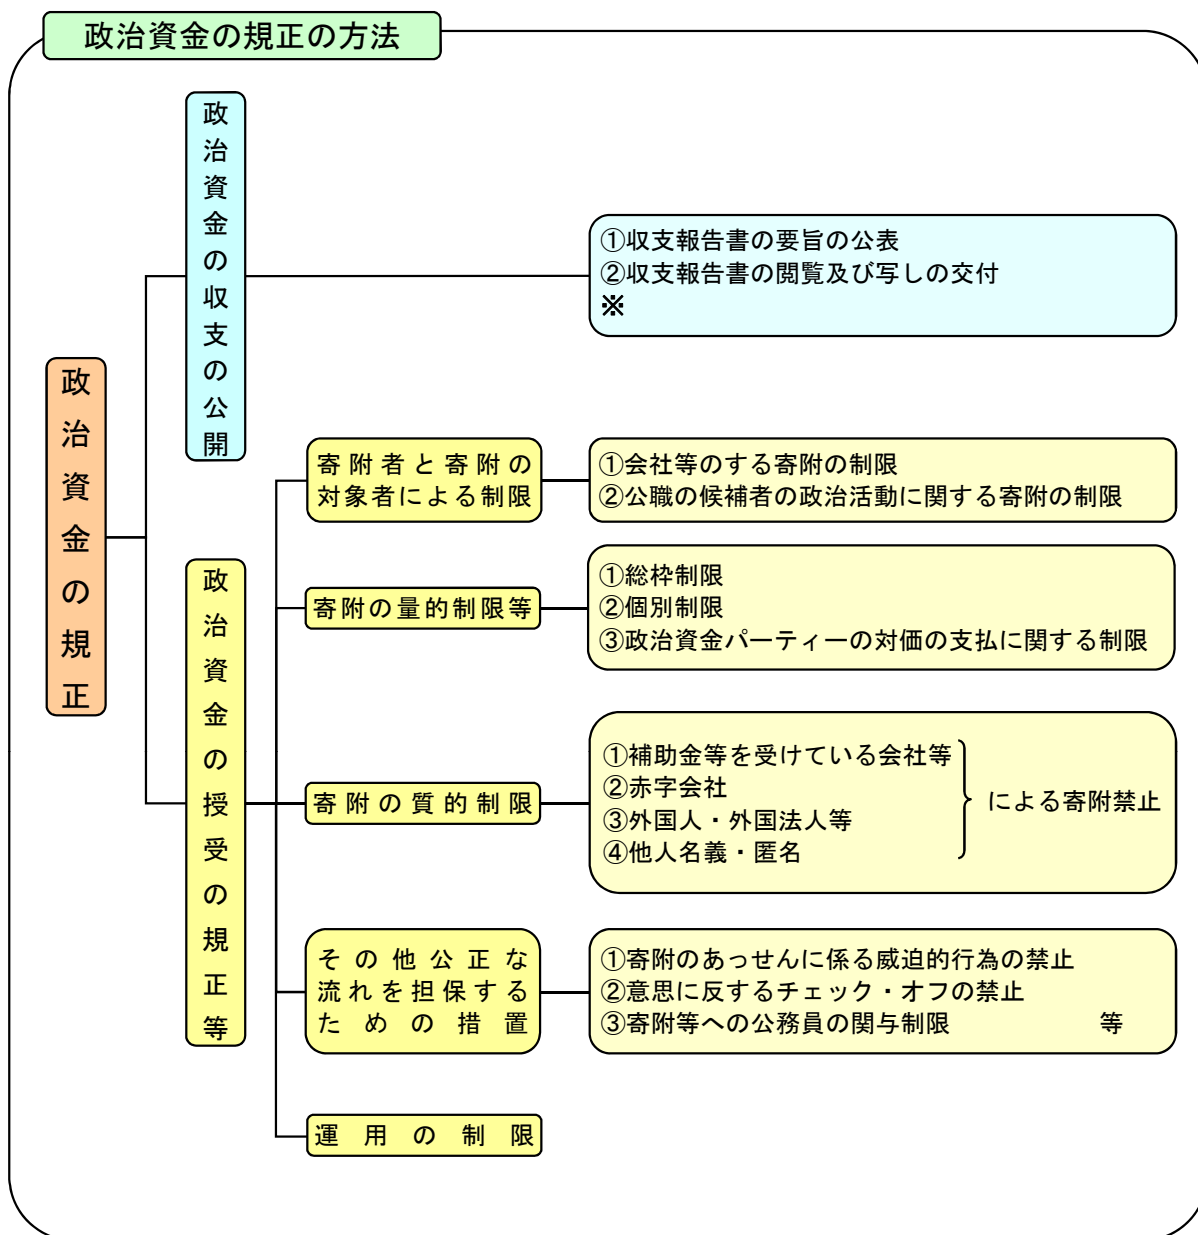 政治資金の規正の方法
政治資金の規正
政治資金の収支の公開
①収支報告書の要旨の公表
②収支報告書の閲覧及び写しの交付
※
政治資金の授受の規正等
寄附者と寄附の
対象者による制限
①会社等のする寄附の制限
②公職の候補者の政治活動に関する寄附の制限
寄附の量的制限等
①総枠制限
②個別制限
③政治資金パーティーの対価の支払に関する制限
寄附の質的制限
①補助金等を受けている会社等
②赤字会社
③外国人・外国法人等
④他人名義・匿名
による寄附禁止
その他公正な
流れを担保する
ための措置
①寄附のあっせんに係る威迫的行為の禁止
②意思に反するチェック・オフの禁止
③寄附等への公務員の関与制限 等
運用の制限